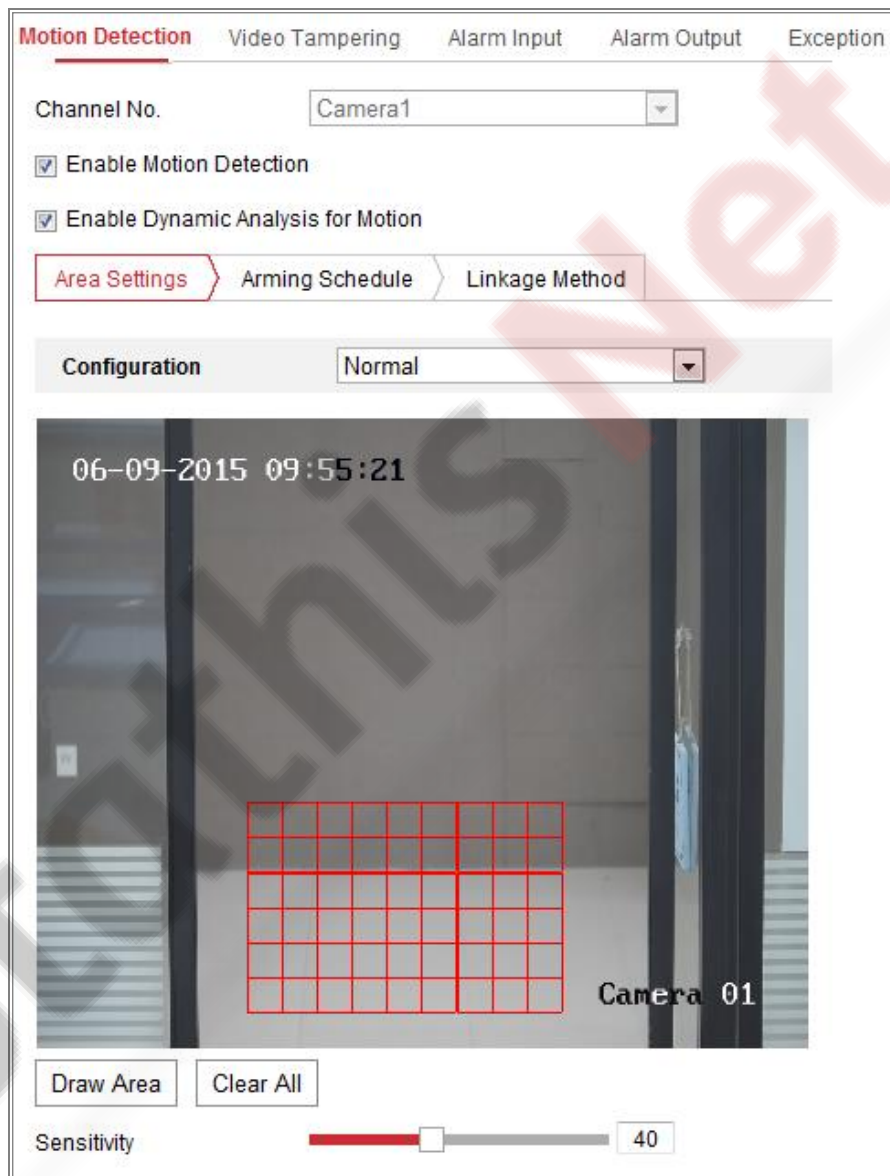 Motion Detection Video Tampering Alarm Input Alarm Output Exception
Channel No. Camera1
Enable Motion Detection
Enable Dynamic Analysis for Motion
Area Settings Arming Schedule Linkage Method
Configuration Normal
06-09-2015 09:55:21
Camera 01
Draw Area Clear All
Sensitivity 40
Net